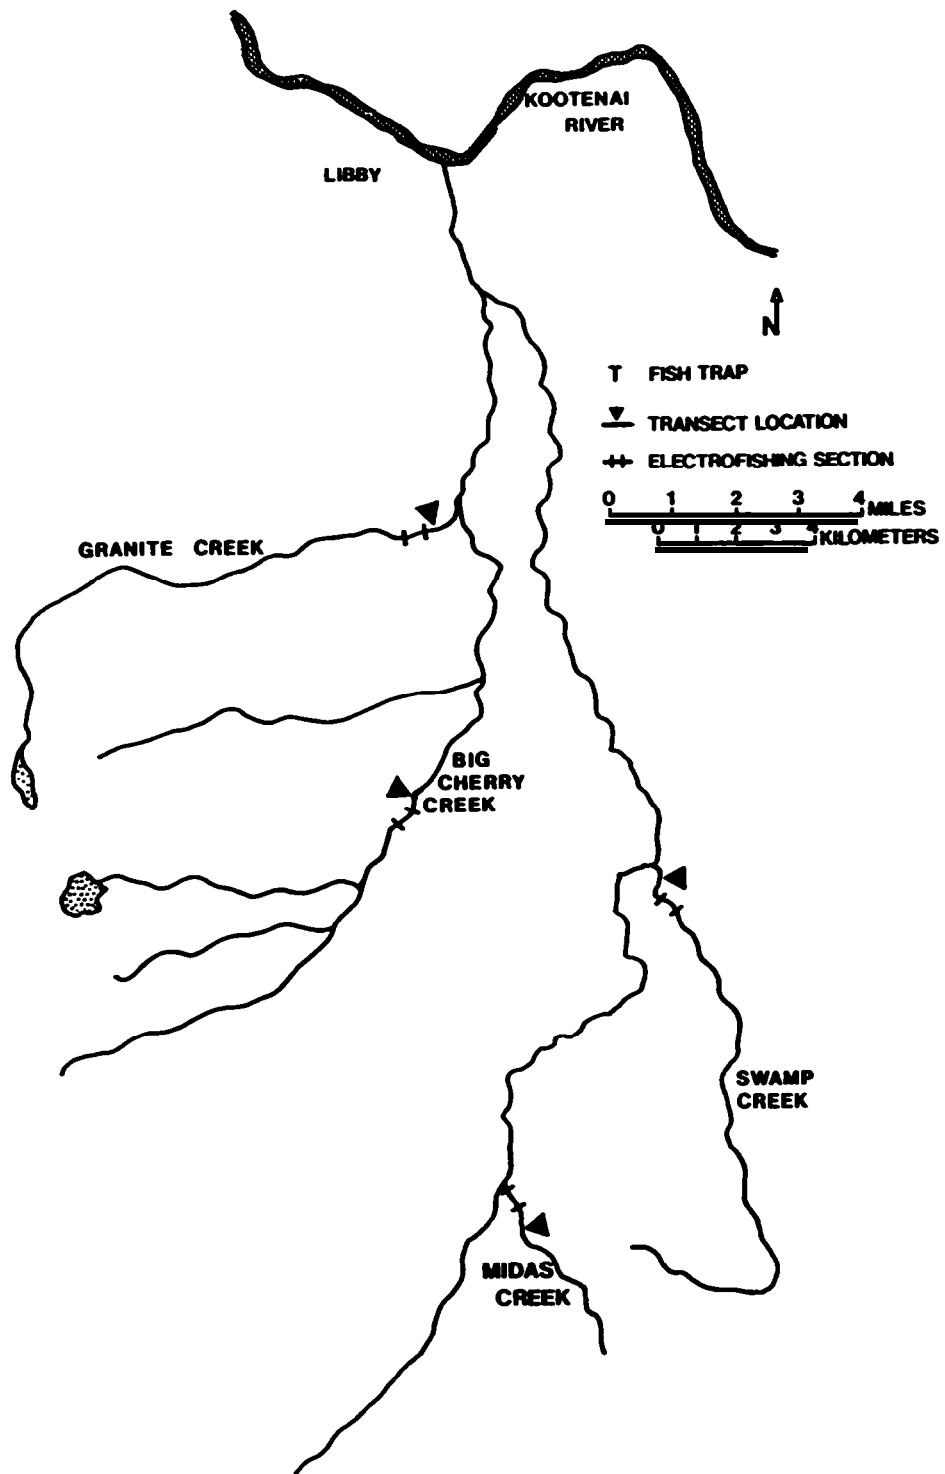 KOOTENAI
RIVER
LIBBY
N
T FISH TRAP
TRANSECT LOCATION
ELECTROFISHING SECTION
0 1 2 3 4 MILES
0 1 2 3 4 KILOMETERS
GRANITE CREEK
BIG
CHERRY
CREEK
SWAMP
CREEK
MIDAS
CREEK